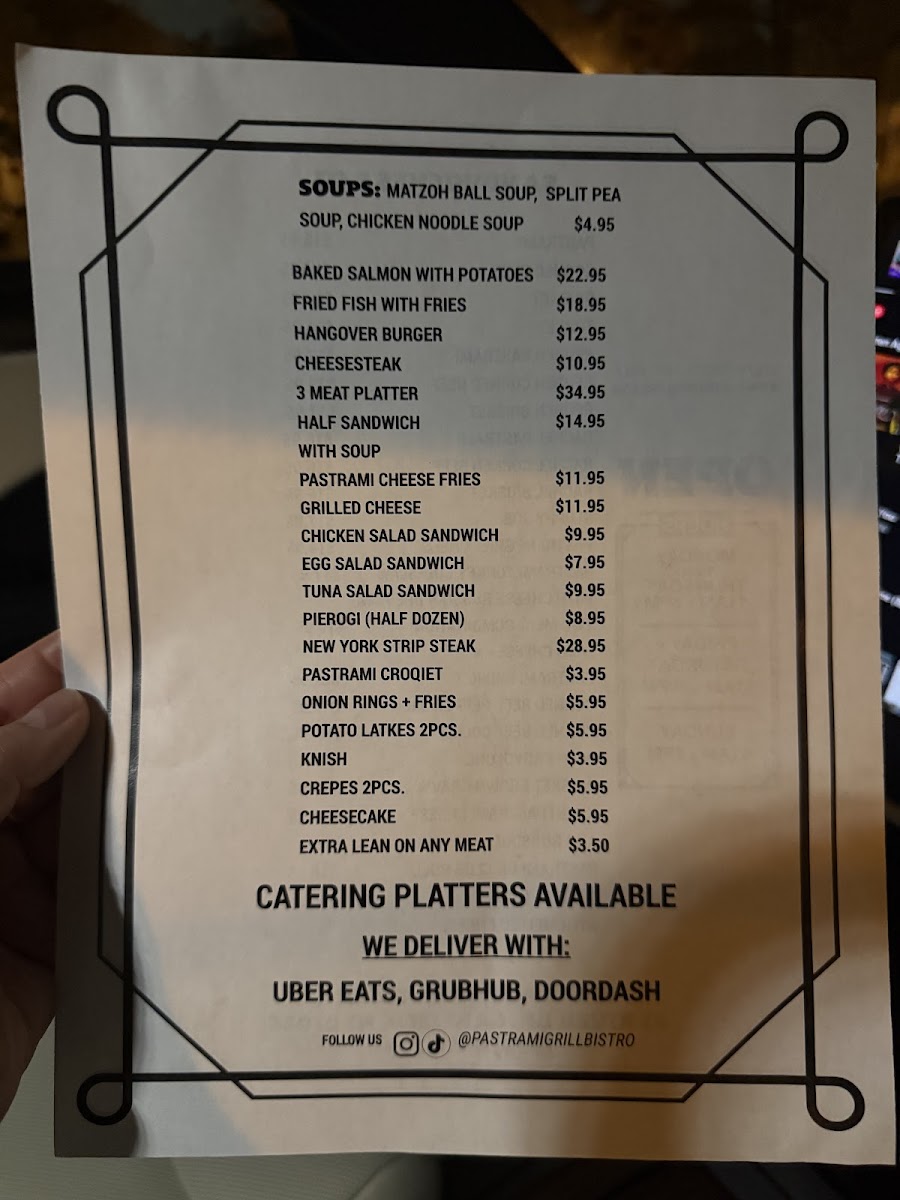 SOUPS: MATZOH BALL SOUP, SPLIT PEA
SOUP, CHICKEN NOODLE SOUP $4.95
BAKED SALMON WITH POTATOES $22.95
FRIED FISH WITH FRIES $18.95
HANGOVER BURGER $12.95
CHEESESTEAK $10.95
3 MEAT PLATTER $34.95
HALF SANDWICH $14.95
WITH SOUP
PASTRAMI CHEESE FRIES $11.95
GRILLED CHEESE $11.95
CHICKEN SALAD SANDWICH $9.95
EGG SALAD SANDWICH $7.95
TUNA SALAD SANDWICH $9.95
PIEROGI (HALF DOZEN) $8.95
NEW YORK STRIP STEAK $28.95
PASTRAMI CROQIET $3.95
ONION RINGS + FRIES $5.95
POTATO LATKES 2PCS. $5.95
KNISH $3.95
CREPES 2PCS. $5.95
CHEESECAKE $5.95
EXTRA LEAN ON ANY MEAT $3.50
CATERING PLATTERS AVAILABLE
WE DELIVER WITH:
UBER EATS, GRUBHUB, DOORDASH
FOLLOW US @PASTRAMIGRILLBISTRO